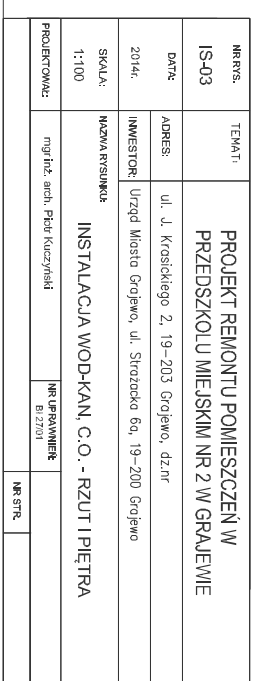 NR RYS.
IS-03
TEMAT:
PROJEKT REMONTU POMIESZCZEŃ W
PRZEDSZKOLU MIEJSKIM NR 2 W GRAJEWIE
DATA:
2014r.
ADRES:
ul. J. Krasickiego 2, 19-203 Grajewo, dz.nr
INWESTOR:
Urząd Miasta Grajewo, ul. Strażacka 6a, 19-200 Grajewo
SKALA:
1:100
NAZWA RYSUNKU:
INSTALACJA WOD-KAN, C.O. - RZUT I PIĘTRA
PROJEKTOWAŁ:
mgr inż. arch. Piotr Kuczyński
NR UPRAWNIEŃ:
Bł 27/01
NR STR.